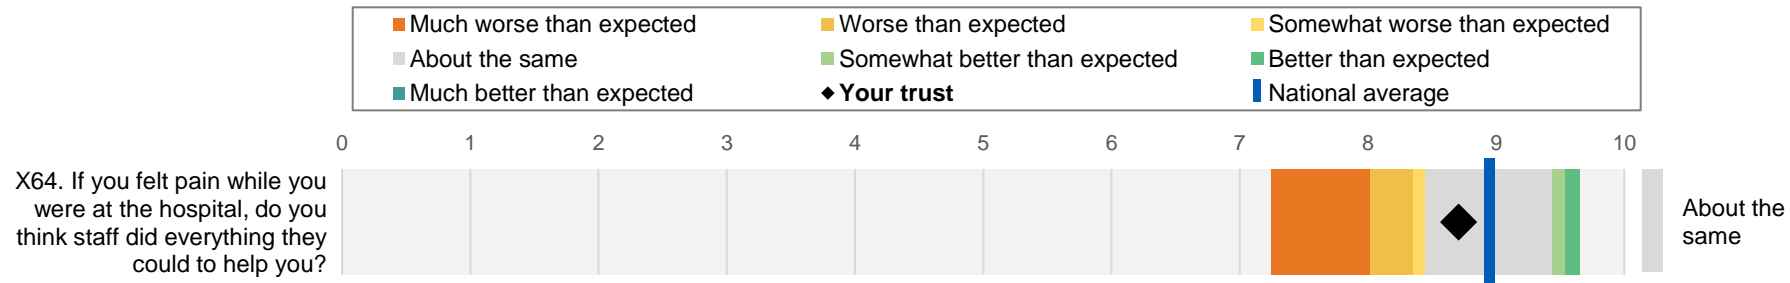 Much worse than expected
Worse than expected
Somewhat worse than expected
About the same
Somewhat better than expected
Better than expected
Much better than expected
Your trust
National average
0 1 2 3 4 5 6 7 8 9 10
X64. If you felt pain while you
were at the hospital, do you
think staff did everything they
could to help you?
About the
same